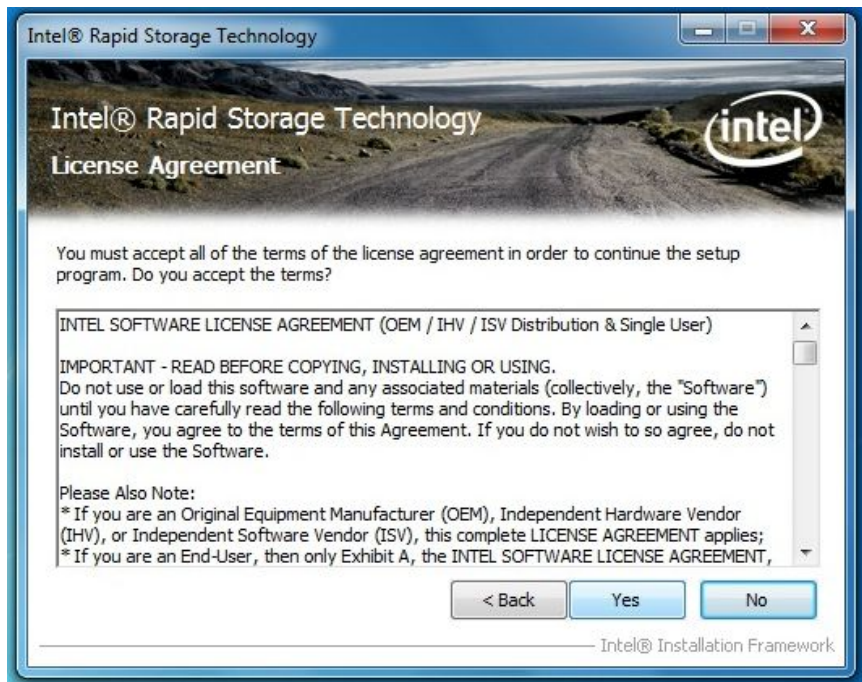 Intel® Rapid Storage Technology
Intel® Rapid Storage Technology
intel
License Agreement
You must accept all of the terms of the license agreement in order to continue the setup
program. Do you accept the terms?
INTEL SOFTWARE LICENSE AGREEMENT (OEM / IHV / ISV Distribution & Single User)
IMPORTANT - READ BEFORE COPYING, INSTALLING OR USING.
Do not use or load this software and any associated materials (collectively, the "Software")
until you have carefully read the following terms and conditions. By loading or using the
Software, you agree to the terms of this Agreement. If you do not wish to so agree, do not
install or use the Software.
Please Also Note:
* If you are an Original Equipment Manufacturer (OEM), Independent Hardware Vendor
(IHV), or Independent Software Vendor (ISV), this complete LICENSE AGREEMENT applies;
* If you are an End-User, then only Exhibit A, the INTEL SOFTWARE LICENSE AGREEMENT,
< Back Yes No
Intel® Installation Framework